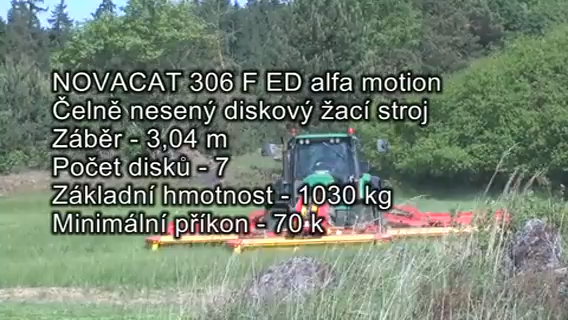 NOVACAT 306 F ED alfa motion
Čelně nesený diskový žací stroj
Záběr - 3,04 m
Počet disků - 7
Základní hmotnost - 1030 kg
Minimální příkon - 70 k